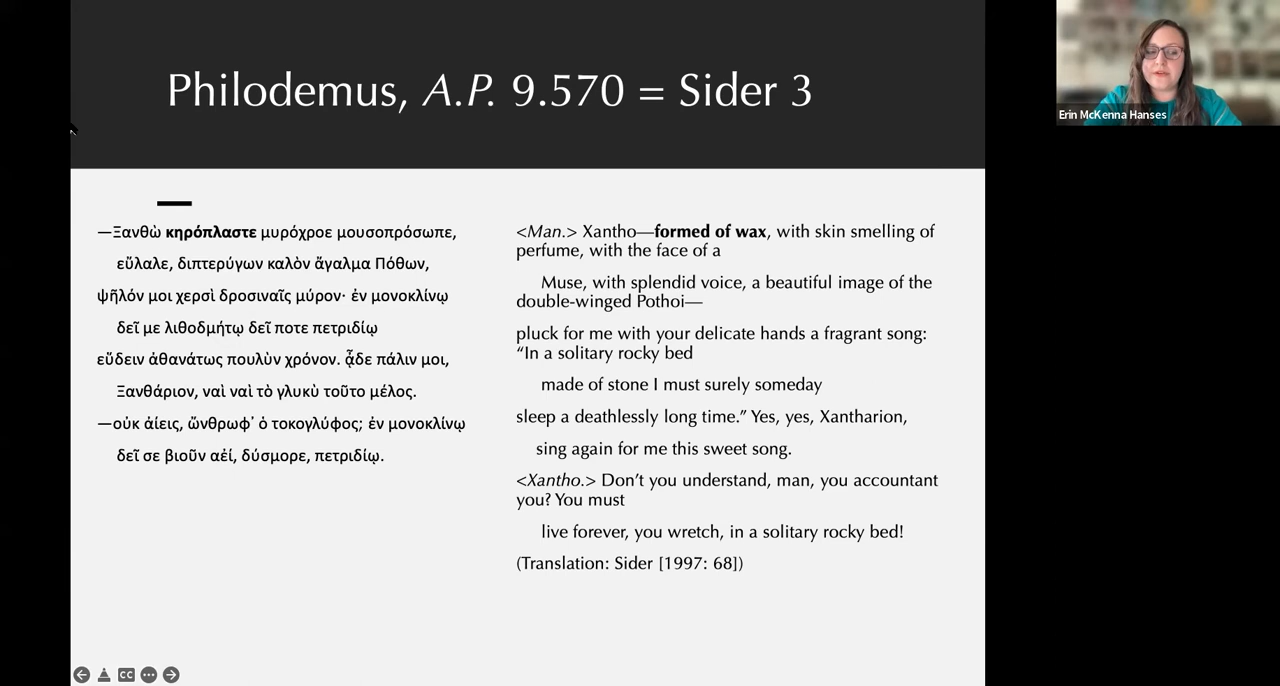 Philodemus, A.P. 9.570 = Sider 3
Erin McKenna Hanses
—Ξανθὼ κηρόπλαστε μυρόχροε μουσοπρόσωπε,
εὔλαλε, διπτερύγων καλὸν ἄγαλμα Πόθων,
ψῆλόν μοι χερσὶ δροσιναῖς μύρον· ἐν μονοκλίνῳ
δεῖ με λιθοδμήτῳ δεῖ ποτε πετριδίῳ
εὕδειν ἀθανάτως πουλὺν χρόνον. ᾆδε πάλιν μοι,
Ξανθάριον, ναὶ ναὶ τὸ γλυκὺ τοῦτο μέλος.
—οὐκ ἀίεις, ὤνθρωφ' ὁ τοκογλύφος; ἐν μονοκλίνῳ
δεῖ σε βιοῦν αἰεί, δύσμορε, πετριδίῳ.
<Man.> Xantho—formed of wax, with skin smelling of
perfume, with the face of a
Muse, with splendid voice, a beautiful image of the
double-winged Pothoi—
pluck for me with your delicate hands a fragrant song:
“In a solitary rocky bed
made of stone I must surely someday
sleep a deathlessly long time.” Yes, yes, Xantharion,
sing again for me this sweet song.
<Xantho.> Don’t you understand, man, you accountant
you? You must
live forever, you wretch, in a solitary rocky bed!
(Translation: Sider [1997: 68])
CC